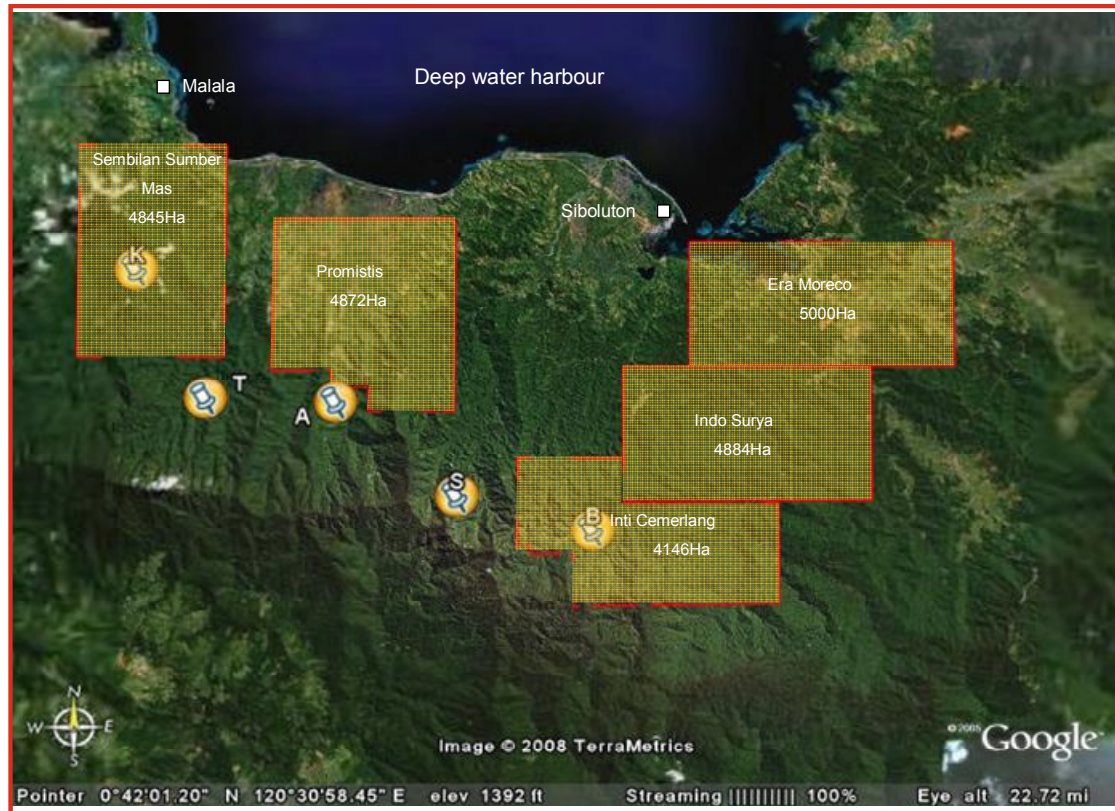 Deep water harbour
Malala
Sembilan Sumber
Mas
4845Ha
K
Siboluton
Promistis
4872Ha
Era Moreco
5000Ha
T
A
Indo Surya
4884Ha
S
B
Inti Cemerlang
4146Ha
N
W E
S
Image © 2008 TerraMetrics
©2008 Google
Pointer 0°42'01.20" N 120°30'58.45" E elev 1392 ft Streaming |||||||||| 100% Eye alt 22.72 mi